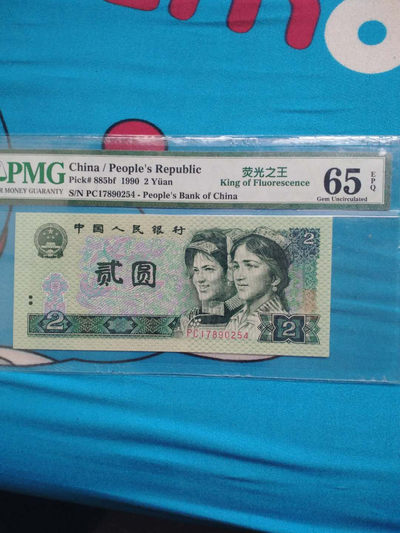 PMG
MONEY GUARANTY
China / People's Republic
Pick# 885bf 1990 2 Yüan
S/N PC17890254 - People's Bank of China
荧光之王
King of Fluorescence
65
EPQ
Gem Uncirculated
中国人民银行
贰圆
2
2
2
PC17890254